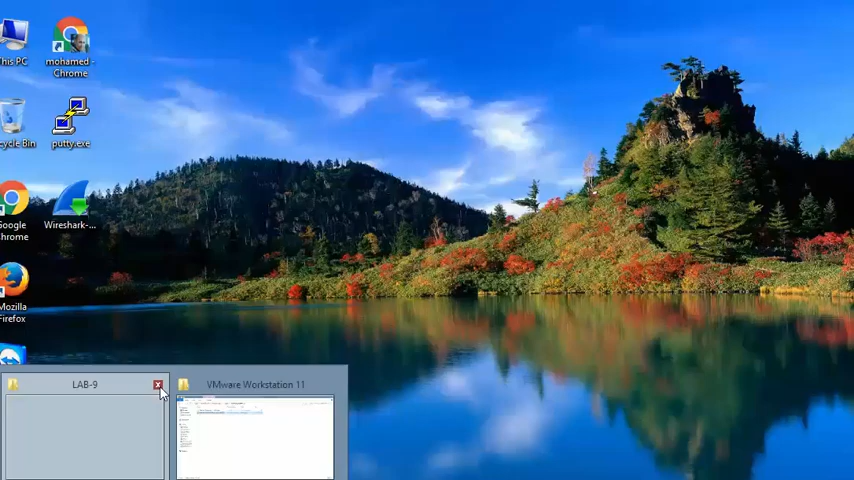 This PC
mohamed -
Chrome
cycle Bin
putty.exe
Google
hrome
Wireshark-...
Mozilla
Firefox
LAB-9
VMware Workstation 11